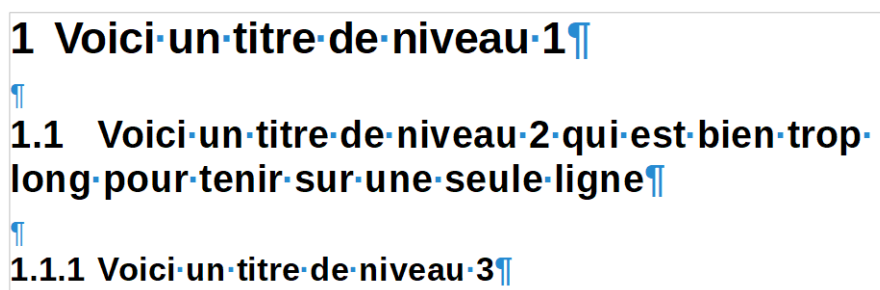 1 Voici·un·titre·de·niveau·1¶
¶
1.1 Voici·un·titre·de·niveau·2·qui·est·bien·trop·
long·pour·tenir·sur·une·seule·ligne¶
¶
1.1.1 Voici·un·titre·de·niveau·3¶